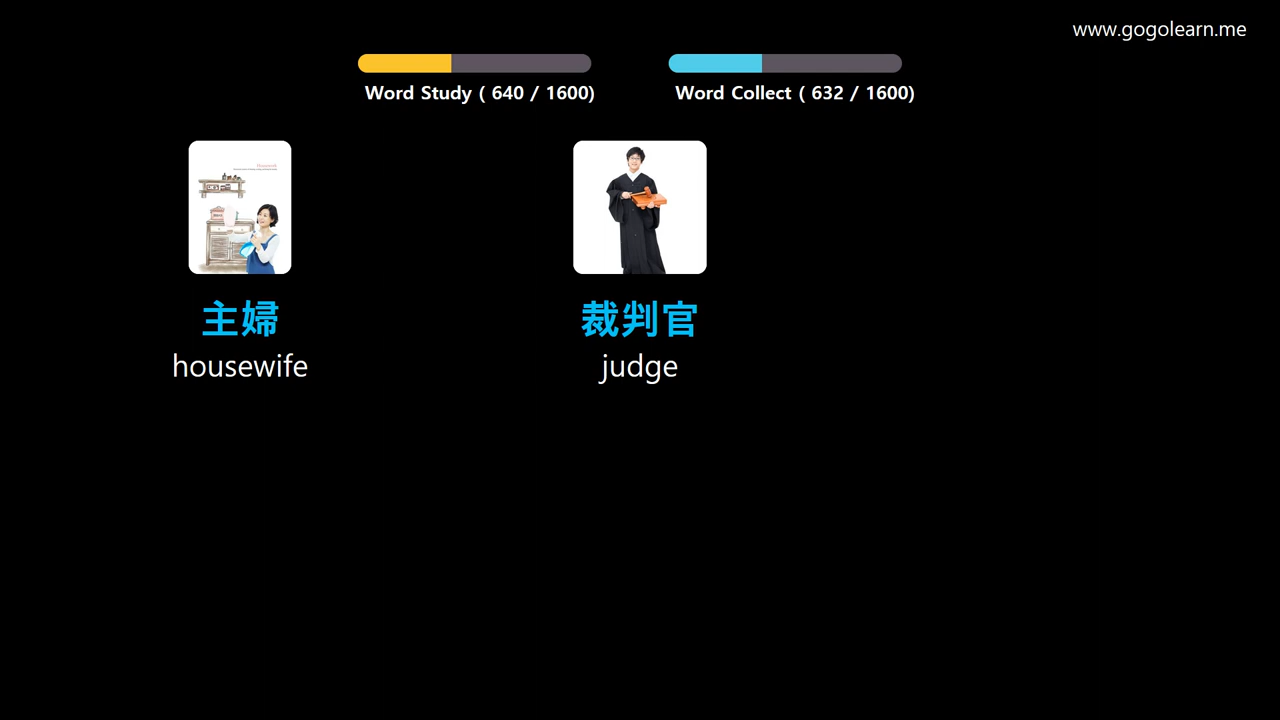 www.gogolearn.me
Word Study ( 640 / 1600)
Word Collect ( 632 / 1600)
主婦
housewife
裁判官
judge